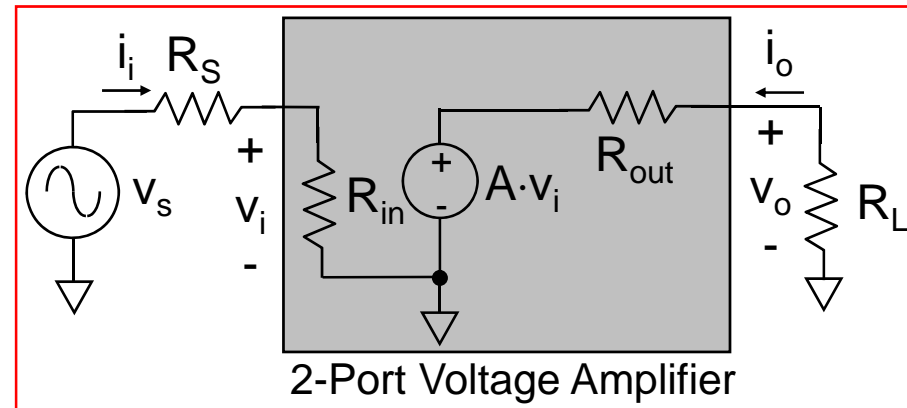 i_i
R_S
i_o
+
v_s
v_i
-
R_in
+
-
A·v_i
R_out
+
v_o
-
R_L
2-Port Voltage Amplifier